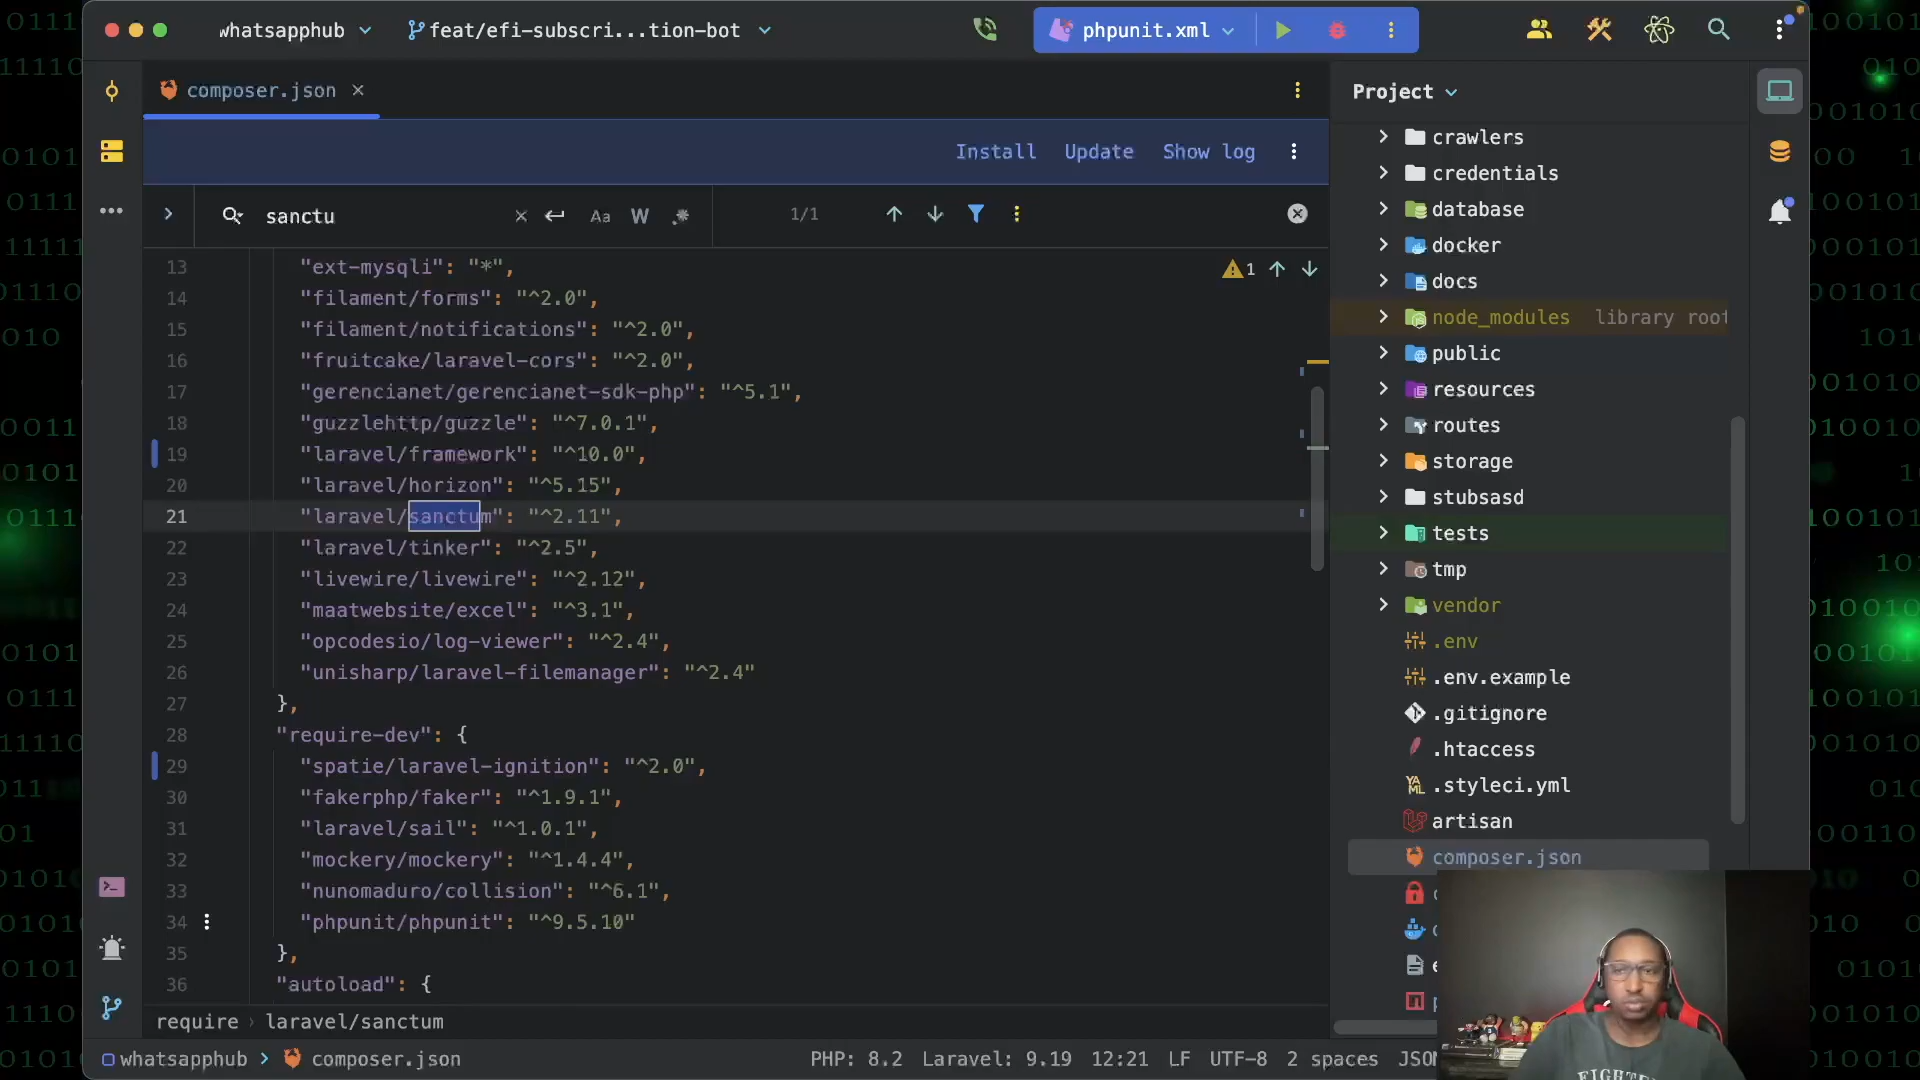 whatsapphub
feat/efi-subscri...tion-bot
phpunit.xml
composer.json
Project
Install Update Show log
sanctu
Aa W
1/1
1
13 "ext-mysqli": "*",
14 "filament/forms": "^2.0",
15 "filament/notifications": "^2.0",
16 "fruitcake/laravel-cors": "^2.0",
17 "gerencianet/gerencianet-sdk-php": "^5.1",
18 "guzzlehttp/guzzle": "^7.0.1",
19 "laravel/framework": "^10.0",
20 "laravel/horizon": "^5.15",
21 "laravel/sanctum": "^2.11",
22 "laravel/tinker": "^2.5",
23 "livewire/livewire": "^2.12",
24 "maatwebsite/excel": "^3.1",
25 "opcodesio/log-viewer": "^2.4",
26 "unisharp/laravel-filemanager": "^2.4"
27 },
28 "require-dev": {
29 "spatie/laravel-ignition": "^2.0",
30 "fakerphp/faker": "^1.9.1",
31 "laravel/sail": "^1.0.1",
32 "mockery/mockery": "^1.4.4",
33 "nunomaduro/collision": "^6.1",
34 "phpunit/phpunit": "^9.5.10"
35 },
36 "autoload": {
require › laravel/sanctum
crawlers
credentials
database
docker
docs
node_modules library root
public
resources
routes
storage
stubsasd
tests
tmp
vendor
.env
.env.example
.gitignore
.htaccess
.styleci.yml
artisan
composer.json
whatsapphub > composer.json
PHP: 8.2 Laravel: 9.19 12:21 LF UTF-8 2 spaces JSON